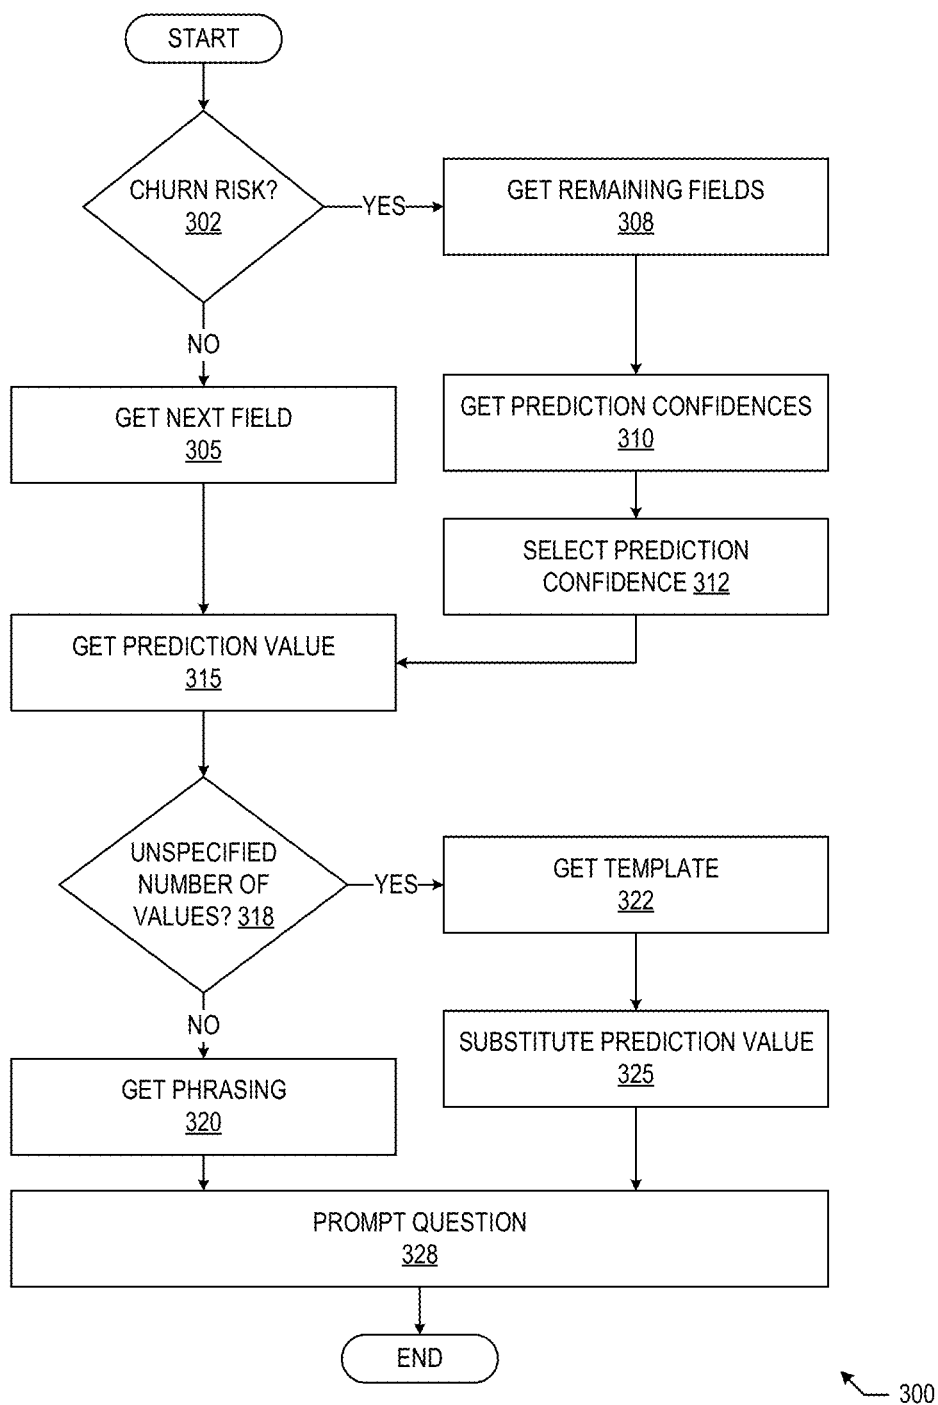 START
CHURN RISK?
302
YES
GET REMAINING FIELDS
308
NO
GET NEXT FIELD
305
GET PREDICTION CONFIDENCES
310
SELECT PREDICTION
CONFIDENCE 312
GET PREDICTION VALUE
315
UNSPECIFIED
NUMBER OF
VALUES? 318
YES
GET TEMPLATE
322
NO
SUBSTITUTE PREDICTION VALUE
325
GET PHRASING
320
PROMPT QUESTION
328
END
300